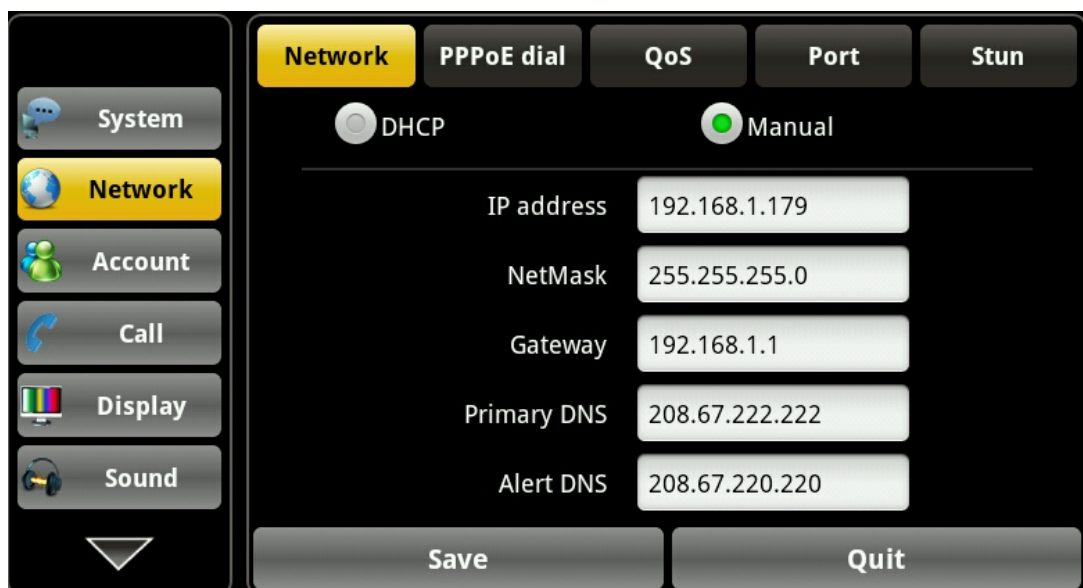 Network PPPoE dial QoS Port Stun
System
Network
Account
Call
Display
Sound
DHCP Manual
IP address 192.168.1.179
NetMask 255.255.255.0
Gateway 192.168.1.1
Primary DNS 208.67.222.222
Alert DNS 208.67.220.220
Save Quit